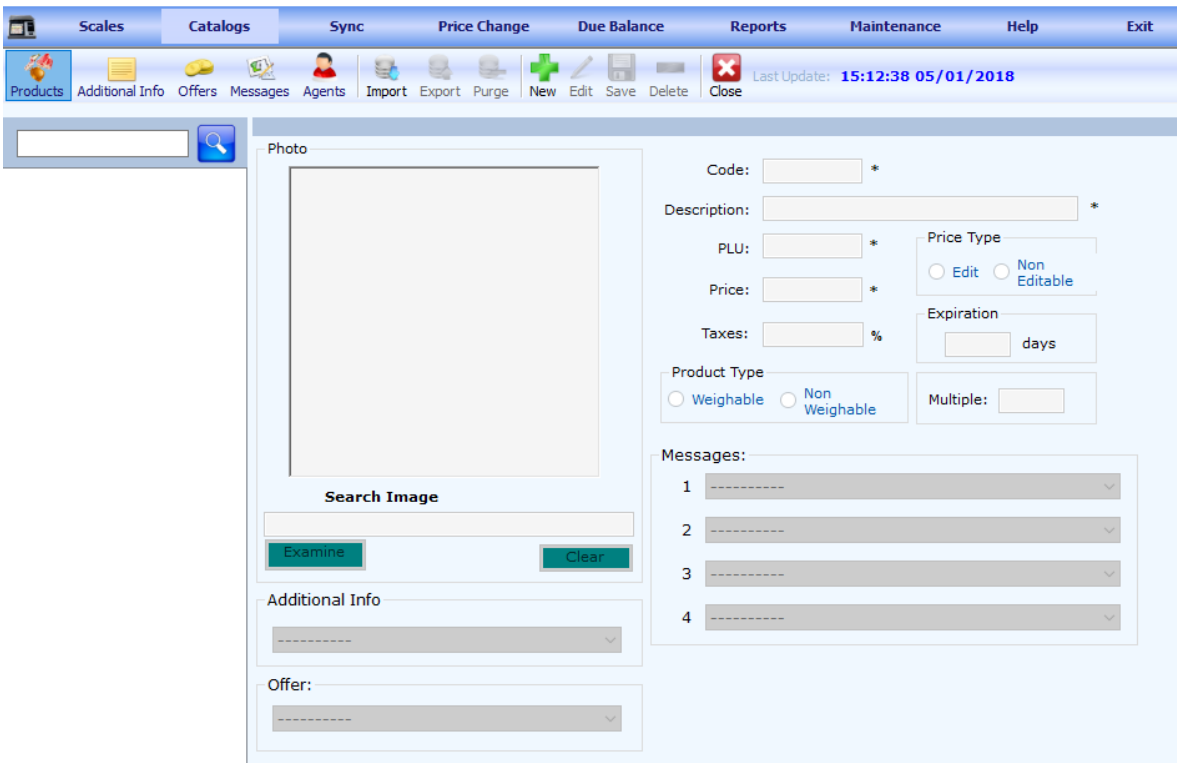 Scales Catalogs Sync Price Change Due Balance Reports Maintenance Help Exit
Products Additional Info Offers Messages Agents Import Export Purge New Edit Save Delete Close Last Update: 15:12:38 05/01/2018
Photo
Search Image
Examine Clear
Additional Info
----------
Offer:
----------
Code: *
Description: *
PLU: *
Price Type
Edit Non
Editable
Price: *
Expiration
days
Taxes: %
Product Type
Weighable Non
Weighable
Multiple:
Messages:
1 ----------
2 ----------
3 ----------
4 ----------